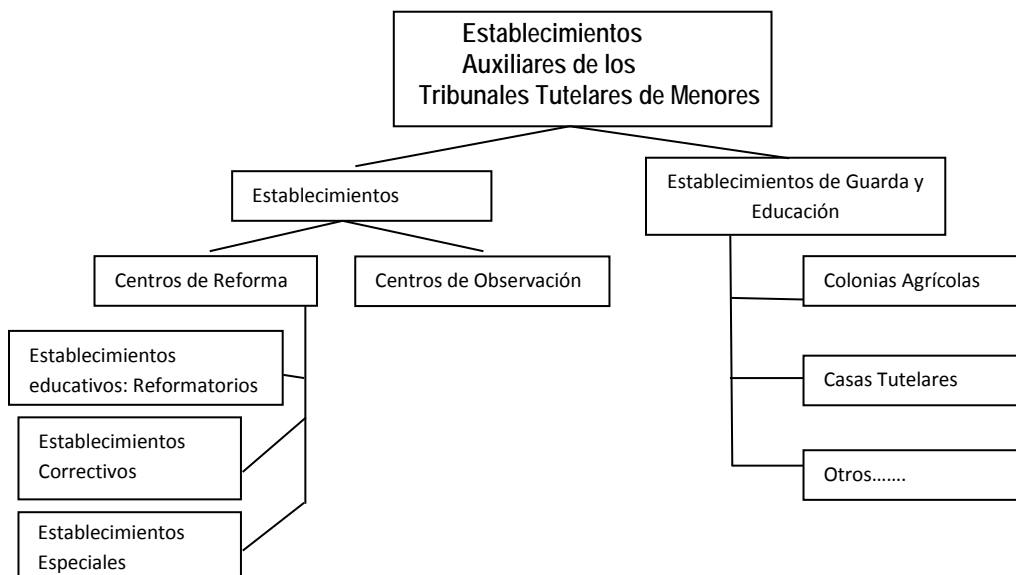 Establecimientos
Auxiliares de los
Tribunales Tutelares de Menores
Establecimientos
Establecimientos de Guarda y
Educación
Centros de Reforma
Centros de Observación
Colonias Agrícolas
Establecimientos
educativos: Reformatorios
Casas Tutelares
Establecimientos
Correctivos
Otros.......
Establecimientos
Especiales